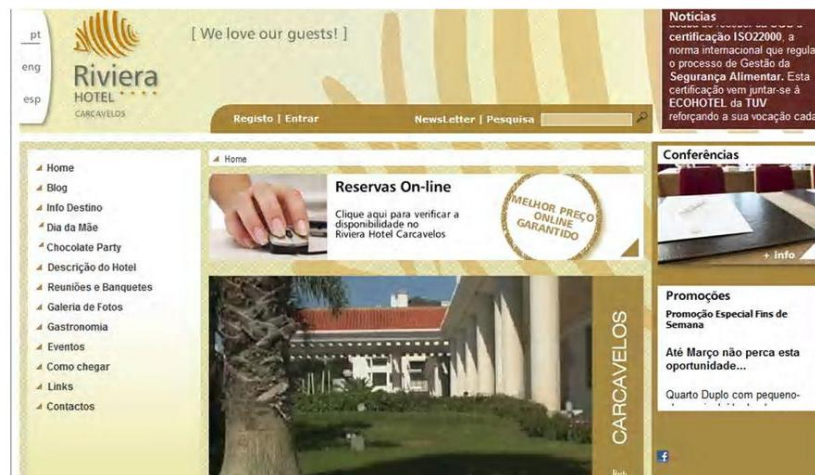 pt
eng
esp
Riviera
HOTEL
CARCAVELOS
[ We love our guests! ]
Registo | Entrar
NewsLetter | Pesquisa
Notícias
certificação ISO22000, a
norma internacional que regula
o processo de Gestão da
Segurança Alimentar. Esta
certificação vem juntar-se à
ECOHOTEL da TUV
reforçando a sua vocação cada
Home
Blog
Info Destino
Dia da Mãe
Chocolate Party
Descrição do Hotel
Reuniões e Banquetes
Galeria de Fotos
Gastronomia
Eventos
Como chegar
Links
Contactos
Home
Reservas On-line
Clique aqui para verificar a
disponibilidade no
Riviera Hotel Carcavelos
MELHOR PREÇO
ONLINE
GARANTIDO
CARCAVELOS
Conferências
+ Info
Promoções
Promoção Especial Fins de
Semana
Até Março não perca esta
oportunidade...
Quarto Duplo com pequeno-